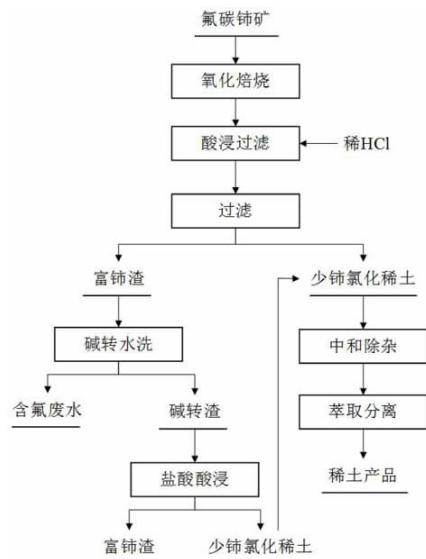 氟碳铈矿
氧化焙烧
酸浸过滤
稀HCl
过滤
富铈渣
少铈氯化稀土
碱转水洗
中和除杂
含氟废水
碱转渣
萃取分离
盐酸酸浸
稀土产品
富铈渣
少铈氯化稀土